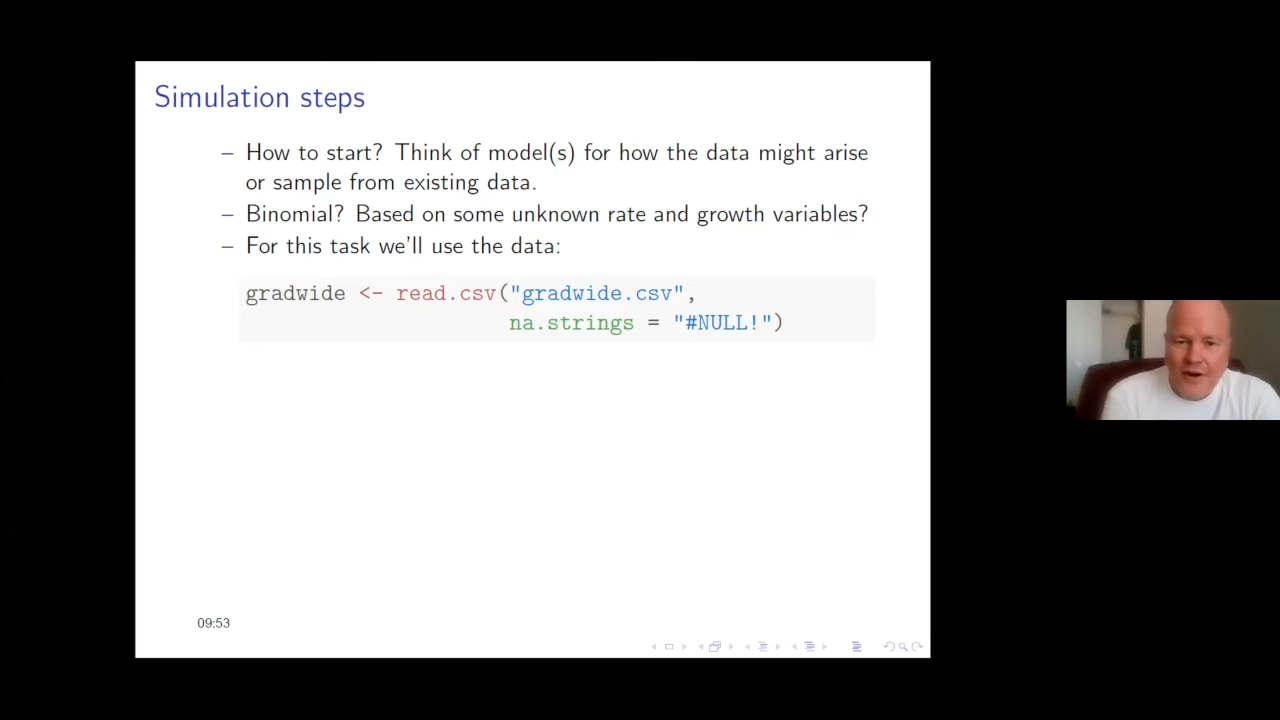 Simulation steps
– How to start? Think of model(s) for how the data might arise
or sample from existing data.
– Binomial? Based on some unknown rate and growth variables?
– For this task we'll use the data:
gradwide <- read.csv("gradwide.csv",
na.strings = "#NULL!")
09:53